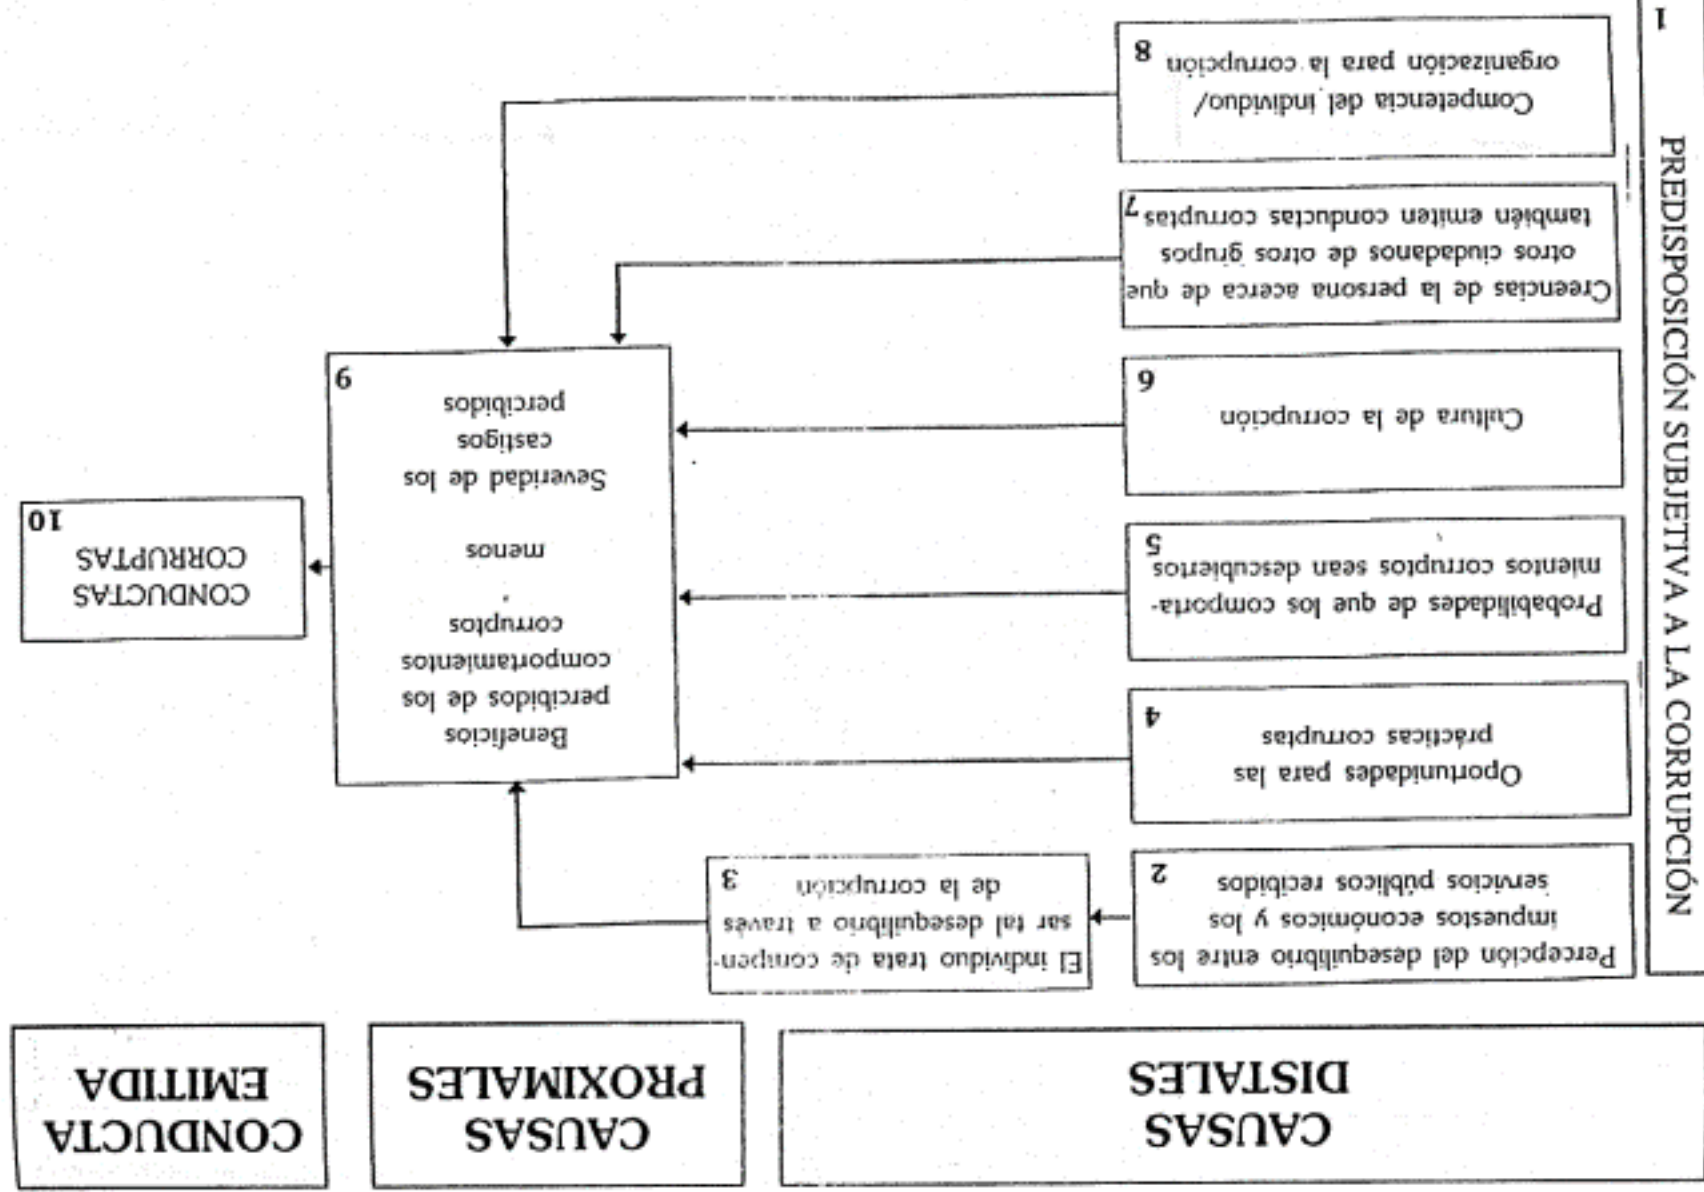 CAUSAS
DISTALES
CAUSAS
PROXIMALES
CONDUCTA
EMITIDA
1
PREDISPOSICIÓN SUBJETIVA A LA CORRUPCIÓN
Percepción del desequilibrio entre los
impuestos económicos y los
servicios públicos recibidos
2
El individuo trata de compen-
sar tal desequilibrio a través
de la corrupción
3
Oportunidades para las
prácticas corruptas
4
Probabilidades de que los comporta-
mientos corruptos sean descubiertos
5
Cultura de la corrupción
6
Creencias de la persona acerca de que
otros ciudadanos de otros grupos
también emiten conductas corruptas
7
Competencia del individuo/
organización para la corrupción
8
Beneficios
percibidos de los
comportamientos
corruptos
menos
Severidad de los
castigos
percibidos
9
CONDUCTAS
CORRUPTAS
10